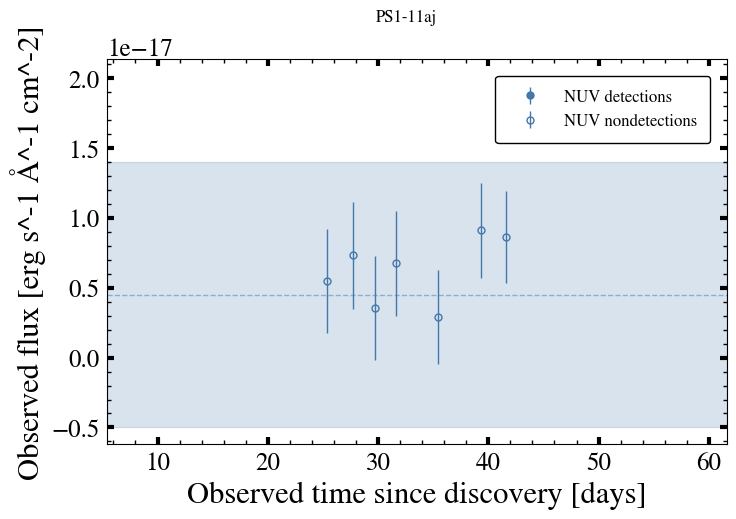 PS1-11aj
1e−17
NUV detections
NUV nondetections
2.0
1.5
1.0
0.5
0.0
−0.5
Observed flux [erg s^-1 Å^-1 cm^-2]
10 20 30 40 50 60
Observed time since discovery [days]